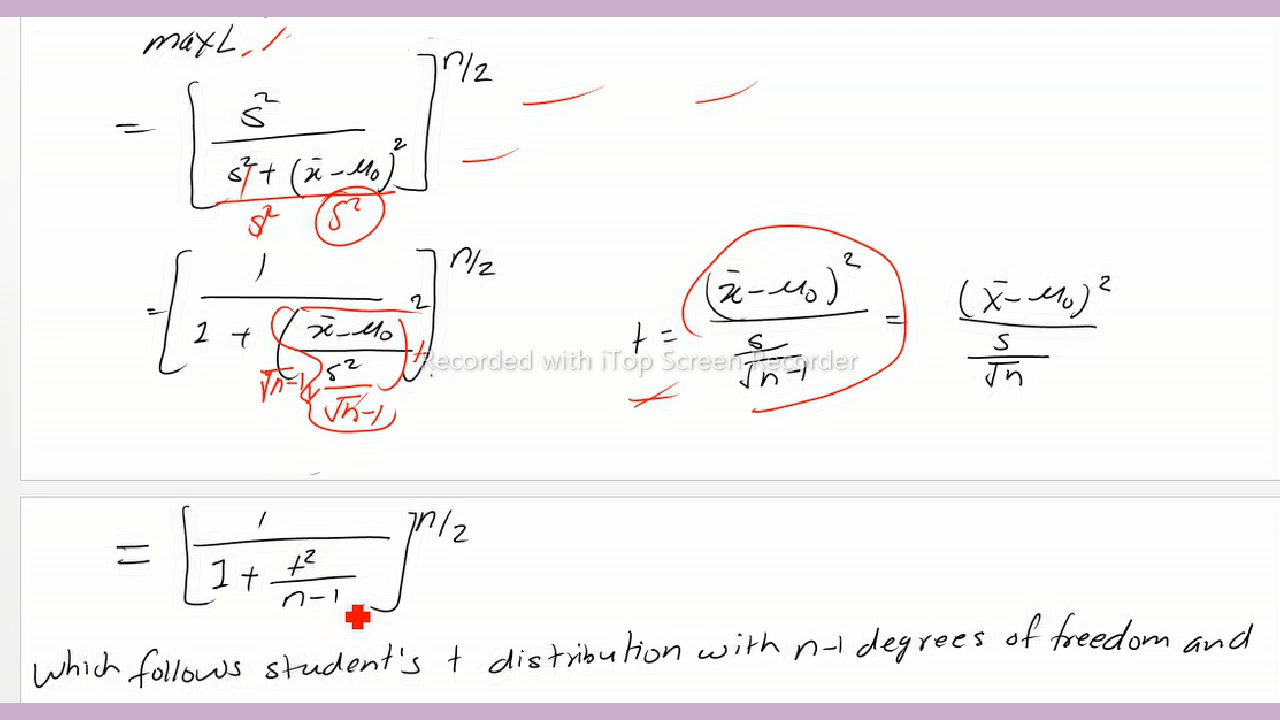 max L
= [ s² / s² + (x̄ - μ₀)² ]^n/2
s² s²
= [ 1 / 1 + ( x̄ - μ₀ / s² )² ]^n/2
√n-1 √n-1 t
t = (x̄ - μ₀)² / s/√n-1 = (x̄ - μ₀)² / s/√n
Recorded with iTop Screen Recorder
= [ 1 / 1 + t²/n-1 ]^n/2
which follows student's t distribution with n-1 degrees of freedom and